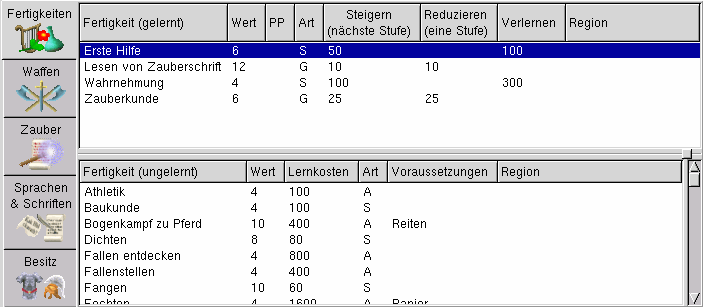 Fertigkeiten
Waffen
Zauber
Sprachen
& Schriften
Besitz
Fertigkeit (gelernt) Wert PP Art Steigern (nächste Stufe) Reduzieren (eine Stufe) Verlernen Region
Erste Hilfe 6 S 50 100
Lesen von Zauberschrift 12 G 10 10
Wahrnehmung 4 S 100 300
Zauberkunde 6 G 25 25
Fertigkeit (ungelernt) Wert Lernkosten Art Voraussetzungen Region
Athletik 4 100 A
Baukunde 4 100 S
Bogenkampf zu Pferd 10 400 A Reiten
Dichten 8 80 S
Fallen entdecken 4 800 A
Fallenstellen 4 400 A
Fangen 10 60 S
Fechten 4 1600 A